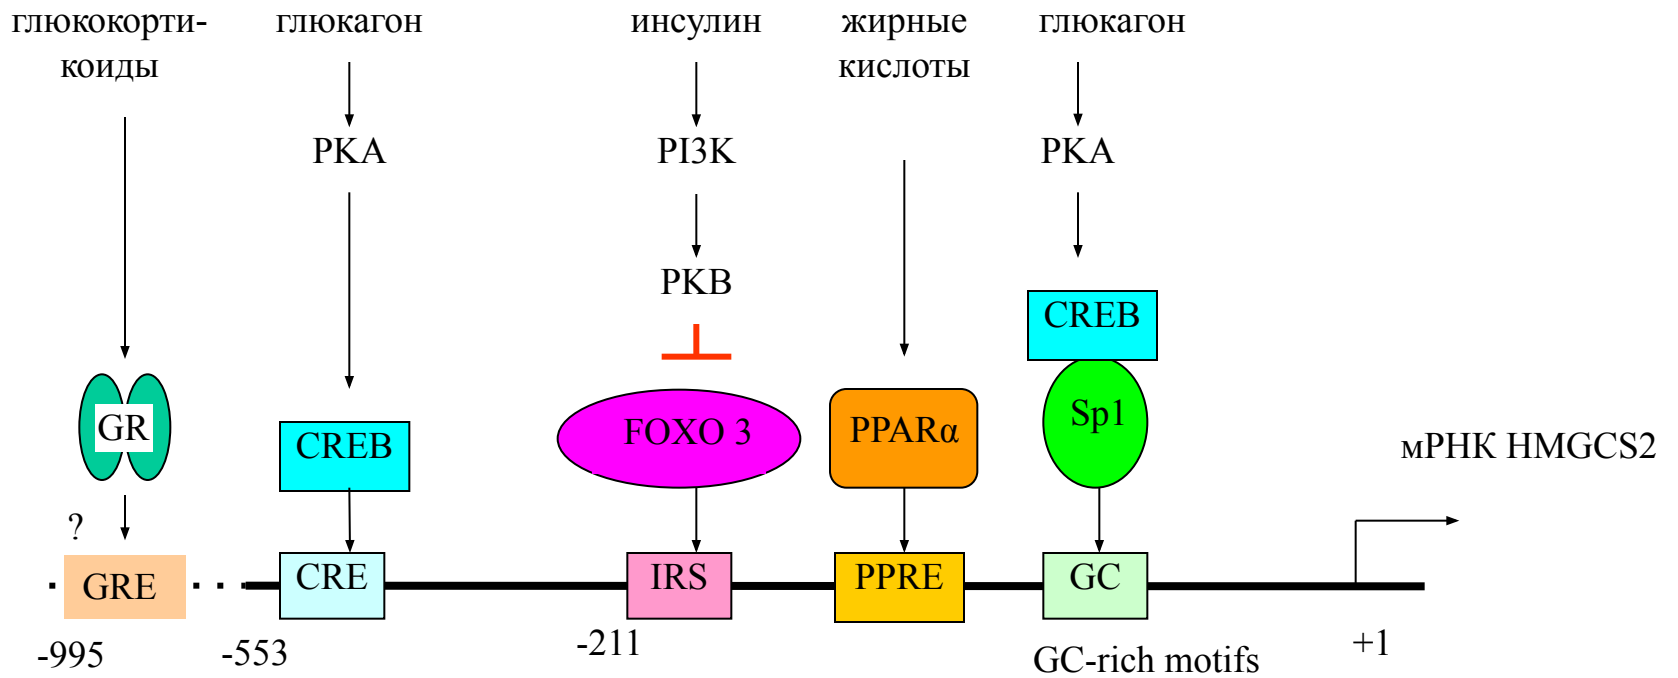 глюкокорти-
коиды
глюкагон
инсулин
жирные
кислоты
глюкагон
PKA
PI3K
PKA
PKB
CREB
GR
CREB
FOXO 3
PPARα
Sp1
мРНК HMGCS2
?
GRE
CRE
IRS
PPRE
GC
-995
-553
-211
GC-rich motifs
+1